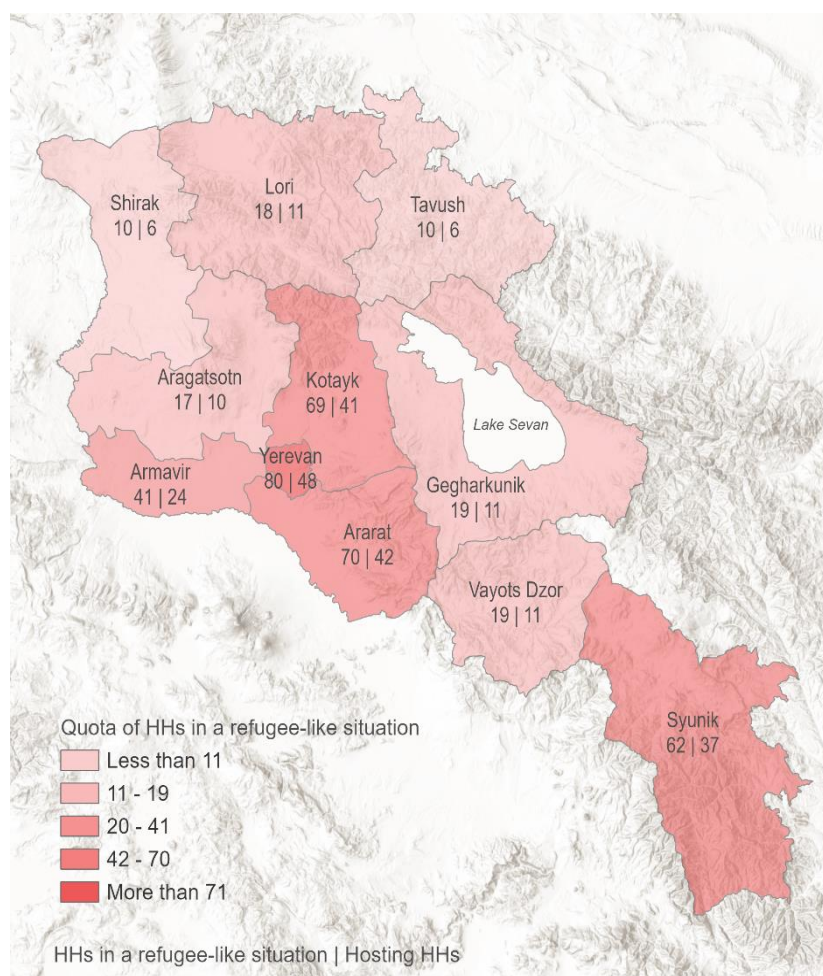 Shirak
10 | 6
Lori
18 | 11
Tavush
10 | 6
Aragatsotn
17 | 10
Kotayk
69 | 41
Lake Sevan
Armavir
41 | 24
Yerevan
80 | 48
Gegharkunik
19 | 11
Ararat
70 | 42
Vayots Dzor
19 | 11
Syunik
62 | 37
Quota of HHs in a refugee-like situation
Less than 11
11 - 19
20 - 41
42 - 70
More than 71
HHs in a refugee-like situation | Hosting HHs